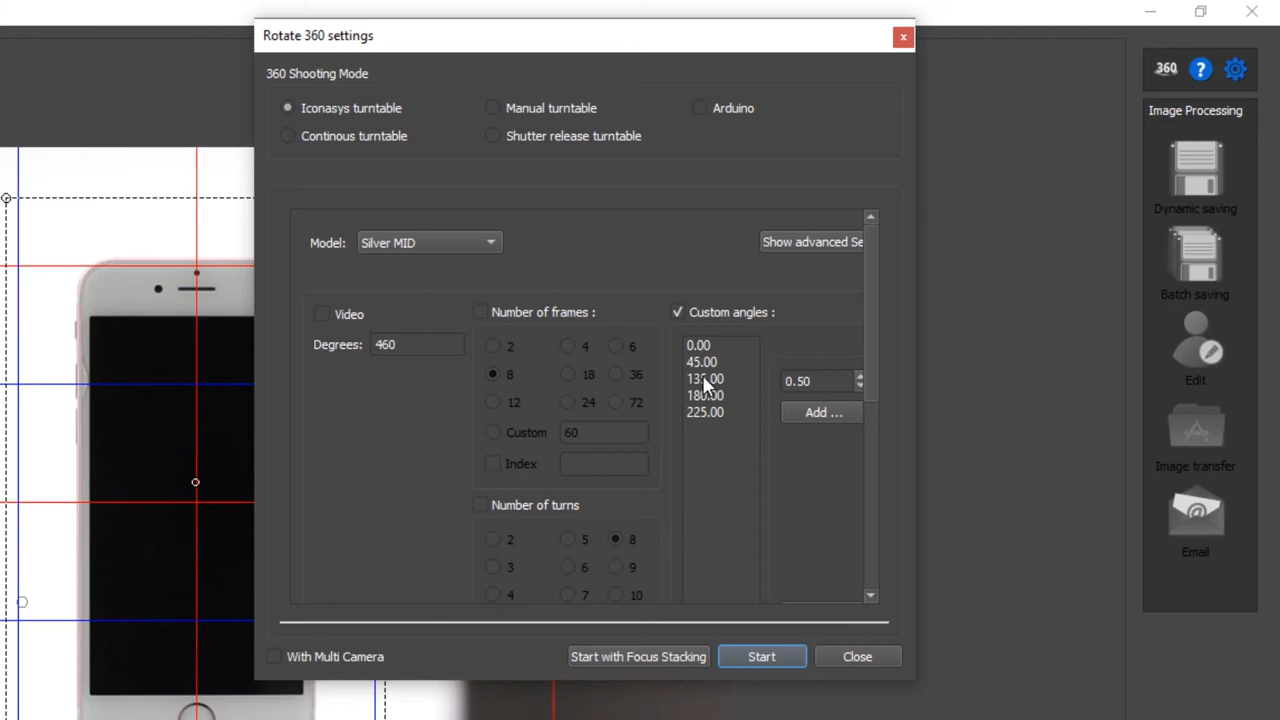 Rotate 360 settings
x
360 Shooting Mode
Iconasys turntable
Manual turntable
Arduino
Continous turntable
Shutter release turntable
Model:
Silver MID
Show advanced Se
Video
Number of frames :
Custom angles :
Degrees:
460
2
4
6
8
18
36
12
24
72
Custom
60
Index
Number of turns
2
5
8
3
6
9
4
7
10
0.00
45.00
135.00
180.00
225.00
0.50
Add ...
With Multi Camera
Start with Focus Stacking
Start
Close
360
?
Image Processing
Dynamic saving
Batch saving
Edit
Image transfer
@
Email